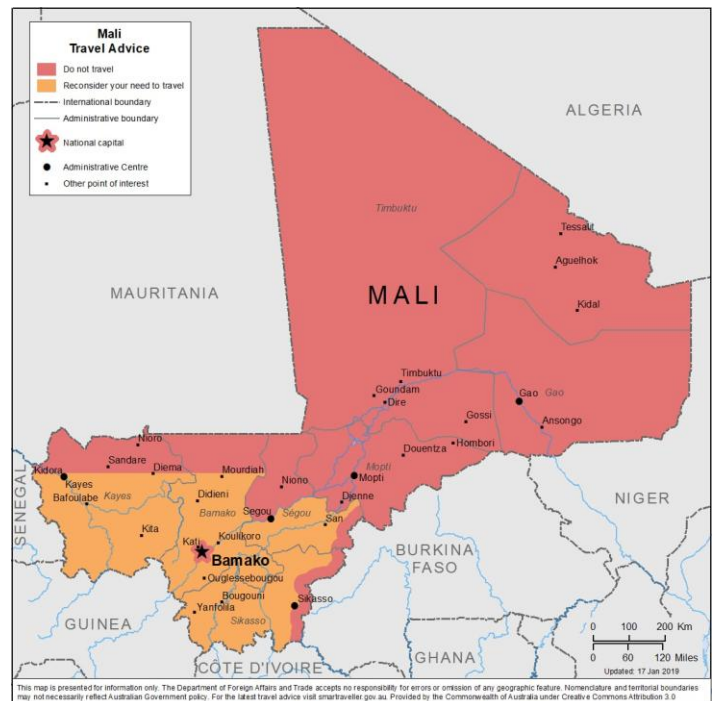 Mali
Travel Advice
Do not travel
Reconsider your need to travel
International boundary
Administrative boundary
National capital
Administrative Centre
Other point of interest
ALGERIA
Timbuktu
Tessalit
Aguelhok
MAURITANIA
MALI
Kidal
Timbuktu
Goundam
Dire
Gao
Gao
Gossi
Ansongo
Nioro
Hombori
Douentza
Sandare
Diema
Mourdiah
Mopti
Kidora
Mopti
Kayes
Niono
SENEGAL
Bafoulabe
Kayes
Didieni
Djenne
NIGER
Bamako
Segou
Ségou
San
Kita
Kati
Koulikoro
BURKINA
FASO
Bamako
Ouglessebougou
Bougouni
Sikasso
Yanfolila
GUINEA
Sikasso
0 100 200 Km
GHANA
0 60 120 Miles
CÔTE D'IVOIRE
Updated: 17 Jan 2019
This map is presented for information only. The Department of Foreign Affairs and Trade accepts no responsibility for errors or omission of any geographic feature. Nomenclature and territorial boundaries
may not necessarily reflect Australian Government policy. For the latest travel advice visit smartraveller.gov.au. Provided by the Commonwealth of Australia under Creative Commons Attribution 3.0